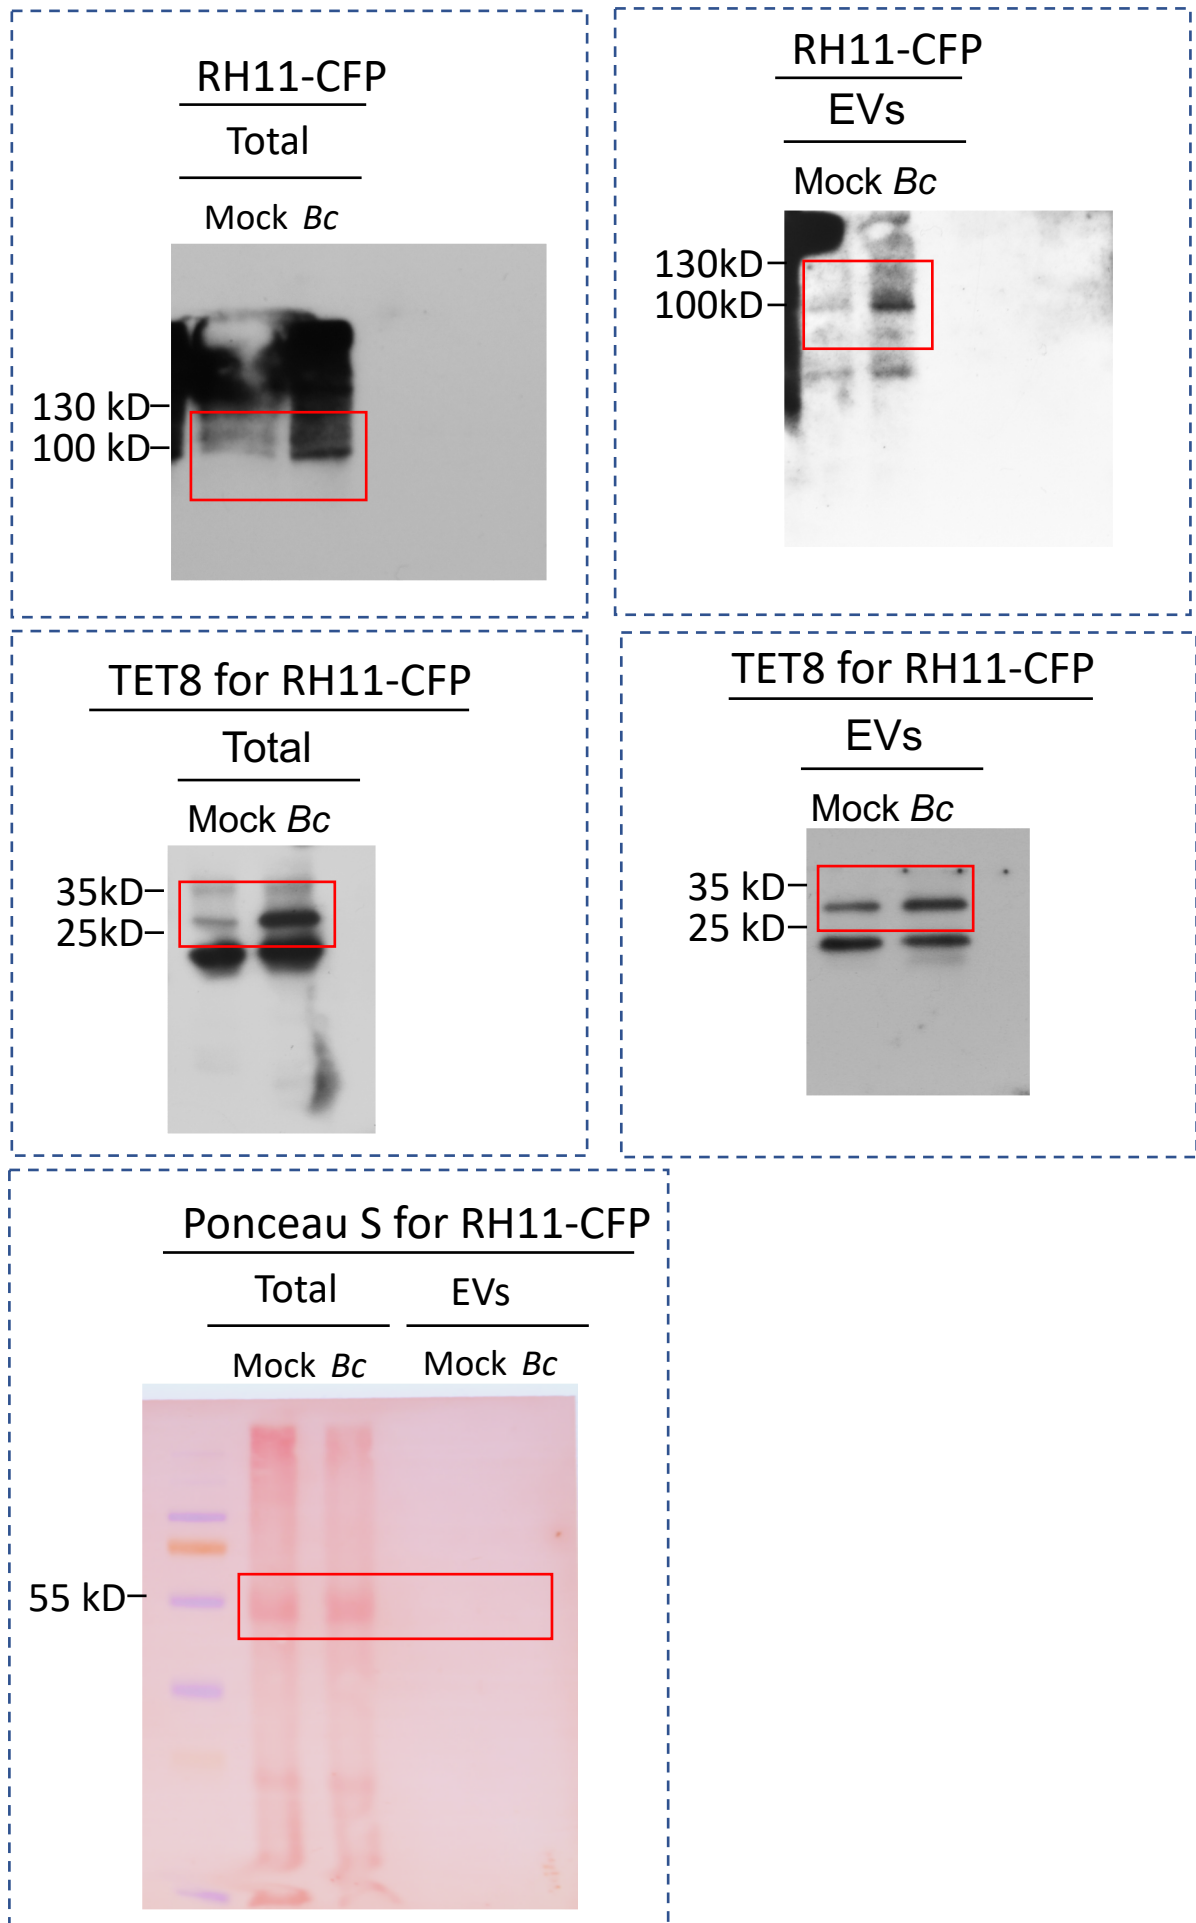 RH11-CFP
Total
Mock Bc
130 kD
100 kD
RH11-CFP
EVs
Mock Bc
130kD
100kD
TET8 for RH11-CFP
Total
Mock Bc
35kD
25kD
TET8 for RH11-CFP
EVs
Mock Bc
35 kD
25 kD
Ponceau S for RH11-CFP
Total EVs
Mock Bc Mock Bc
55 kD